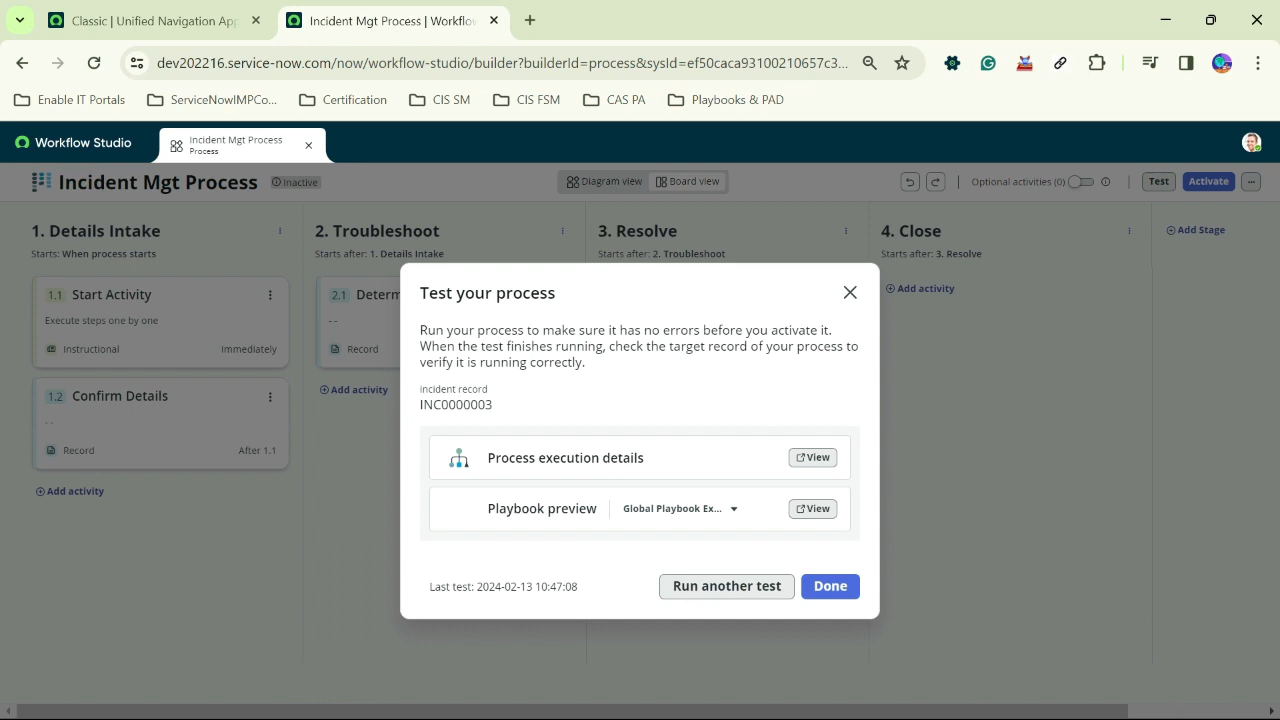 Classic | Unified Navigation App
Incident Mgt Process | Workflow
dev202216.service-now.com/now/workflow-studio/builder?builderId=process&sysId=ef50caca93100210657c3...
Enable IT Portals
ServiceNowIMPCo...
Certification
CIS SM
CIS FSM
CAS PA
Playbooks & PAD
Workflow Studio
Incident Mgt Process
Process
Incident Mgt Process
Inactive
Diagram view
Board view
Optional activities (0)
Test
Activate
1. Details Intake
Starts: When process starts
2. Troubleshoot
Starts after: 1. Details Intake
3. Resolve
Starts after: 2. Troubleshoot
4. Close
Starts after: 3. Resolve
Add Stage
1.1 Start Activity
Execute steps one by one
Instructional
Immediately
1.2 Confirm Details
- -
Record
After 1.1
Add activity
2.1 Determ
- -
Record
Add activity
Add activity
Test your process
Run your process to make sure it has no errors before you activate it.
When the test finishes running, check the target record of your process to
verify it is running correctly.
incident record
INC0000003
Process execution details
View
Playbook preview
Global Playbook Ex...
View
Last test: 2024-02-13 10:47:08
Run another test
Done